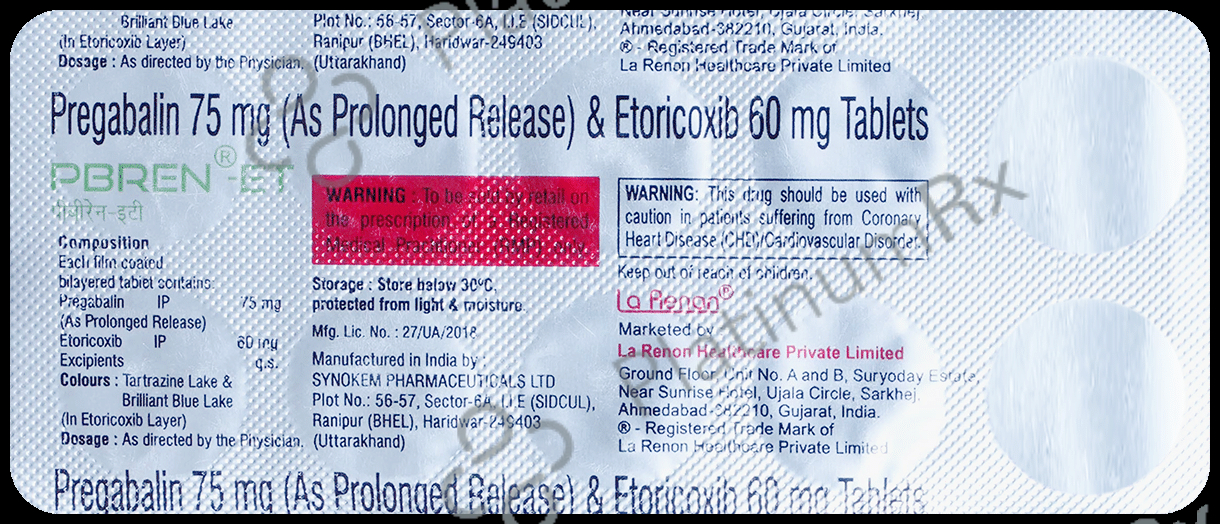 Brilliant Blue Lake
(In Etoricoxib Layer)
Dosage : As directed by the Physician.
Plot No.: 56-57, Sector-6A, I.I.E (SIDCUL),
Ranipur (BHEL), Haridwar-249403
(Uttarakhand)
Near Sunrise Hotel, Ujala Circle, Sarkhej,
Ahmedabad-382210, Gujarat, India.
® - Registered Trade Mark of
La Renon Healthcare Private Limited
Pregabalin 75 mg (As Prolonged Release) & Etoricoxib 60 mg Tablets
PBREN®-ET
पीबीरेन-इटी
Composition
Each film coated
bilayered tablet contains:
Pregabalin IP 75 mg
(As Prolonged Release)
Etoricoxib IP 60 mg
Excipients q.s.
Colours : Tartrazine Lake &
Brilliant Blue Lake
(In Etoricoxib Layer)
Dosage : As directed by the Physician.
WARNING : To be sold by retail on
the prescription of a Registered
Medical Practitioner (RMP) only.
Storage : Store below 30°C,
protected from light & moisture.
Mfg. Lic. No. : 27/UA/2018
Manufactured in India by :
SYNOKEM PHARMACEUTICALS LTD
Plot No.: 56-57, Sector-6A, I.I.E (SIDCUL),
Ranipur (BHEL), Haridwar-249403
(Uttarakhand)
WARNING: This drug should be used with
caution in patients suffering from Coronary
Heart Disease (CHD)/Cardiovascular Disorder.
Keep out of reach of children.
La Renon®
Marketed by
La Renon Healthcare Private Limited
Ground Floor, Unit No. A and B, Suryoday Estate,
Near Sunrise Hotel, Ujala Circle, Sarkhej,
Ahmedabad-382210, Gujarat, India.
® - Registered Trade Mark of
La Renon Healthcare Private Limited
Pregabalin 75 mg (As Prolonged Release) & Etoricoxib 60 mg Tablets
PlatinumRx